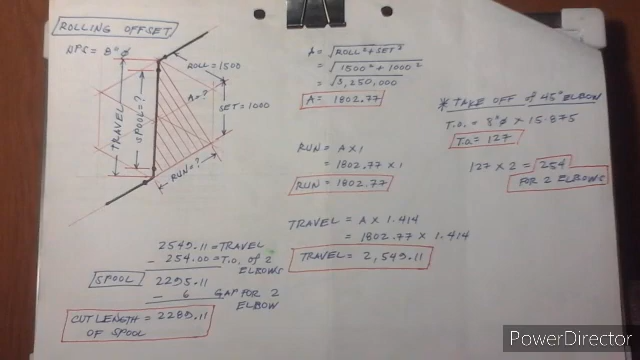 ROLLING OFFSET
NPS = 8"Ø
ROLL = 1500
A = ?
SET = 1000
TRAVEL
SPOOL = ?
RUN = ?
A = √ROLL² + SET²
= √1500² + 1000²
= √3,250,000
A = 1802.77
RUN = A X 1
= 1802.77 X 1
RUN = 1802.77
TRAVEL = A X 1.414
= 1802.77 X 1.414
TRAVEL = 2,549.11
* TAKE OFF of 45° ELBOW
T.O. = 8"Ø X 15.875
T.O. = 127
127 X 2 = 254
FOR 2 ELBOWS
2549.11 = TRAVEL
- 254.00 = T.O. of 2
ELBOWS
SPOOL 2295.11
- 6 GAP FOR 2
ELBOW
CUT LENGTH = 2289.11
OF SPOOL
PowerDirector